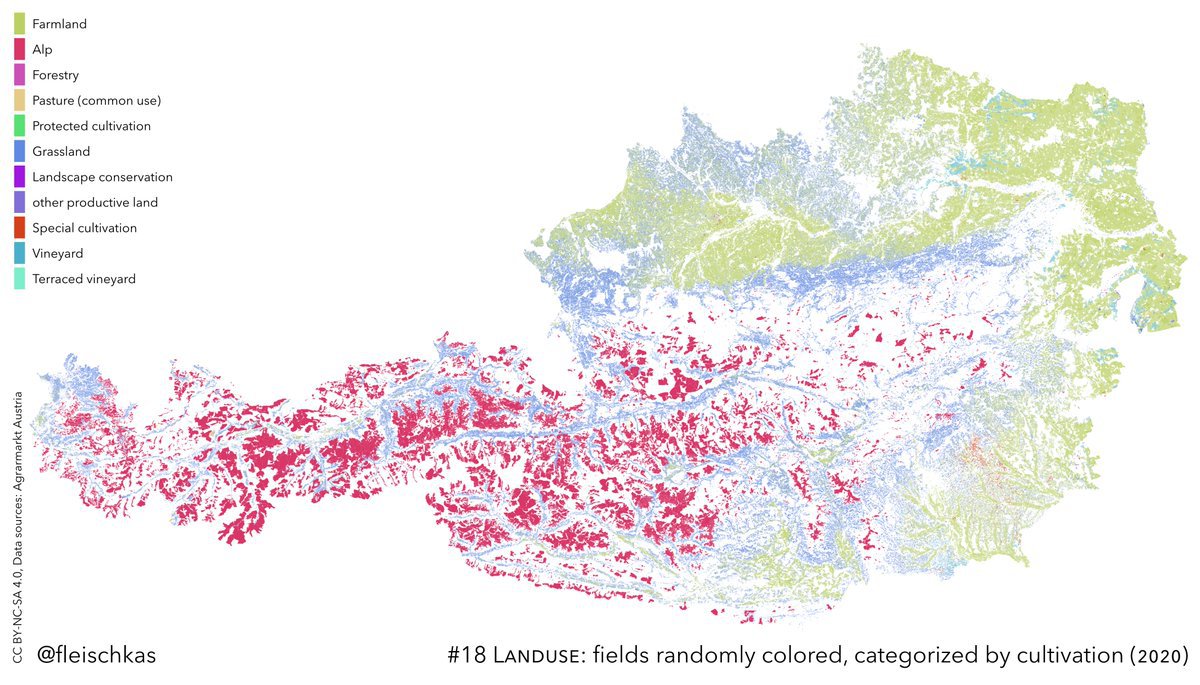 Farmland
Alp
Forestry
Pasture (common use)
Protected cultivation
Grassland
Landscape conservation
other productive land
Special cultivation
Vineyard
Terraced vineyard
CC BY-NC-SA 4.0, Data sources: Agrarmarkt Austria
@fleischkas
#18 LANDUSE: fields randomly colored, categorized by cultivation (2020)